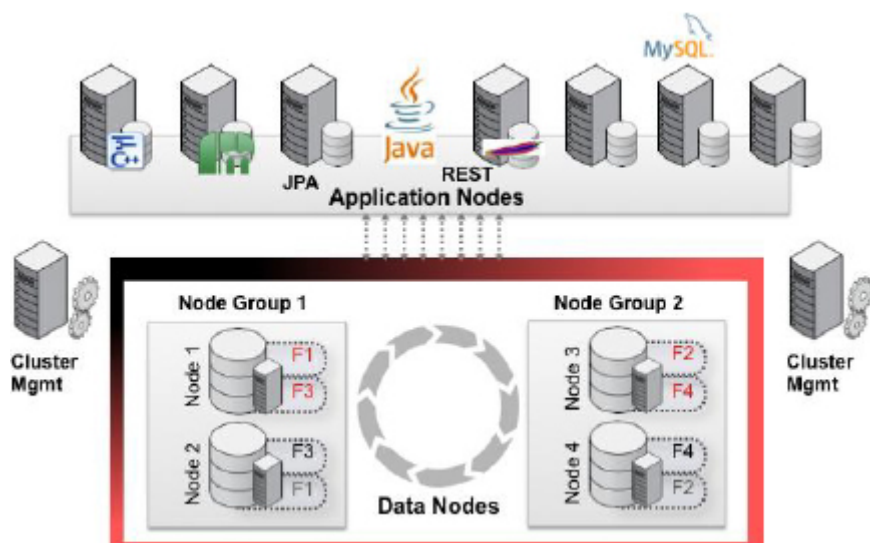 MySQL.
C++
Java
JPA
REST
Application Nodes
Node Group 1
Node Group 2
Node 1
F1
F3
Node 3
F2
F4
Cluster
Mgmt
Cluster
Mgmt
Node 2
F3
F1
Node 4
F4
F2
Data Nodes